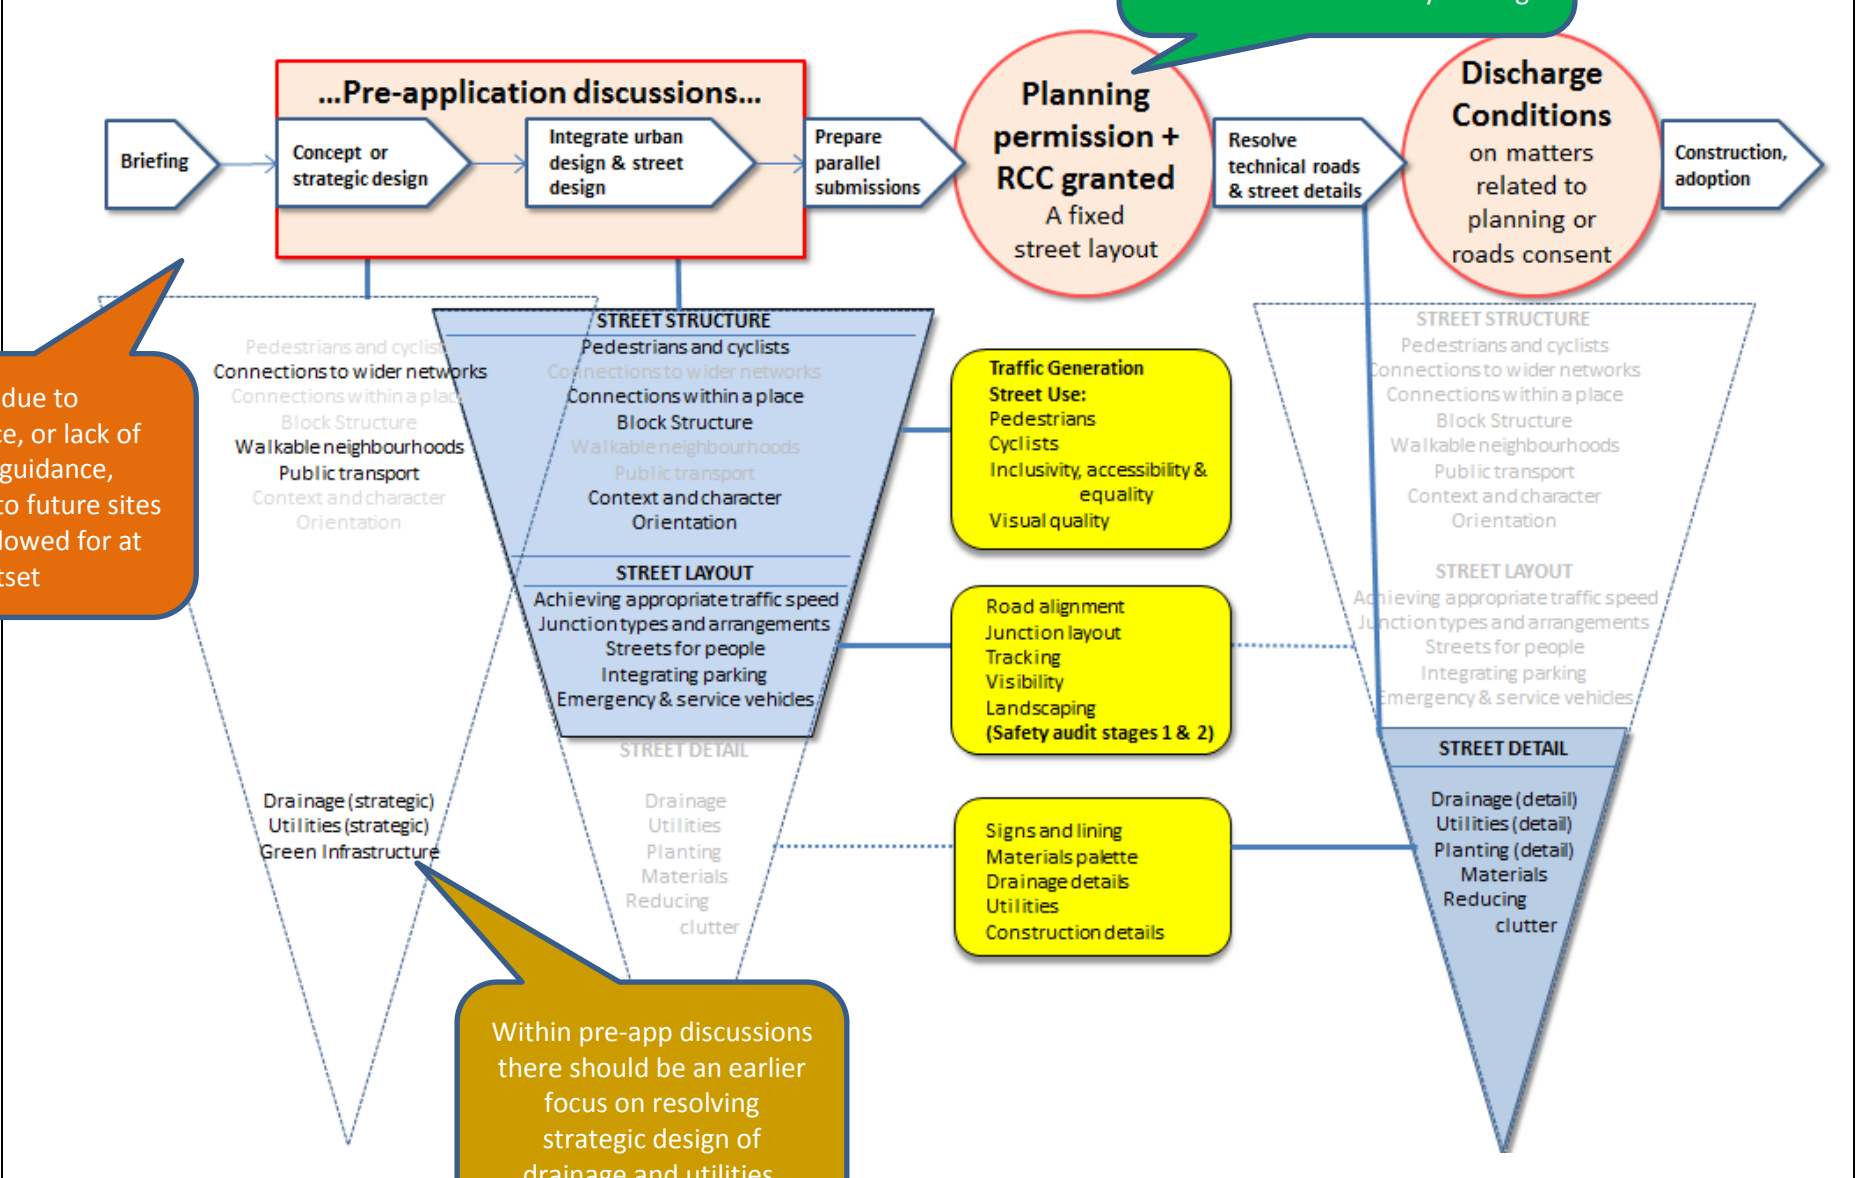 ...Pre-application discussions...
Briefing
Concept or
strategic design
Integrate urban
design & street
design
Prepare
parallel
submissions
Planning
permission +
RCC granted
A fixed
street layout
Resolve
technical roads
& street details
Discharge
Conditions
on matters
related to
planning or
roads consent
Construction,
adoption
due to
or lack of
guidance,
to future sites
for at
Pedestrians and cyclists
Connections to wider networks
Connections within a place
Block Structure
Walkable neighbourhoods
Public transport
Context and character
Orientation
Drainage (strategic)
Utilities (strategic)
Green Infrastructure
STREET STRUCTURE
Pedestrians and cyclists
Connections to wider networks
Connections within a place
Block Structure
Walkable neighbourhoods
Public transport
Context and character
Orientation
STREET LAYOUT
Achieving appropriate traffic speed
Junction types and arrangements
Streets for people
Integrating parking
Emergency & service vehicles
STREET DETAIL
Drainage
Utilities
Planting
Materials
Reducing
clutter
Within pre-app discussions
there should be an earlier
focus on resolving
strategic design of
drainage and utilities
Traffic Generation
Street Use:
Pedestrians
Cyclists
Inclusivity, accessibility &
equality
Visual quality
Road alignment
Junction layout
Tracking
Visibility
Landscaping
(Safety audit stages 1 & 2)
Signs and lining
Materials palette
Drainage details
Utilities
Construction details
STREET STRUCTURE
Pedestrians and cyclists
Connections to wider networks
Connections within a place
Block Structure
Walkable neighbourhoods
Public transport
Context and character
Orientation
STREET LAYOUT
Achieving appropriate traffic speed
Junction types and arrangements
Streets for people
Integrating parking
Emergency & service vehicles
STREET DETAIL
Drainage (detail)
Utilities (detail)
Planting (detail)
Materials
Reducing
clutter